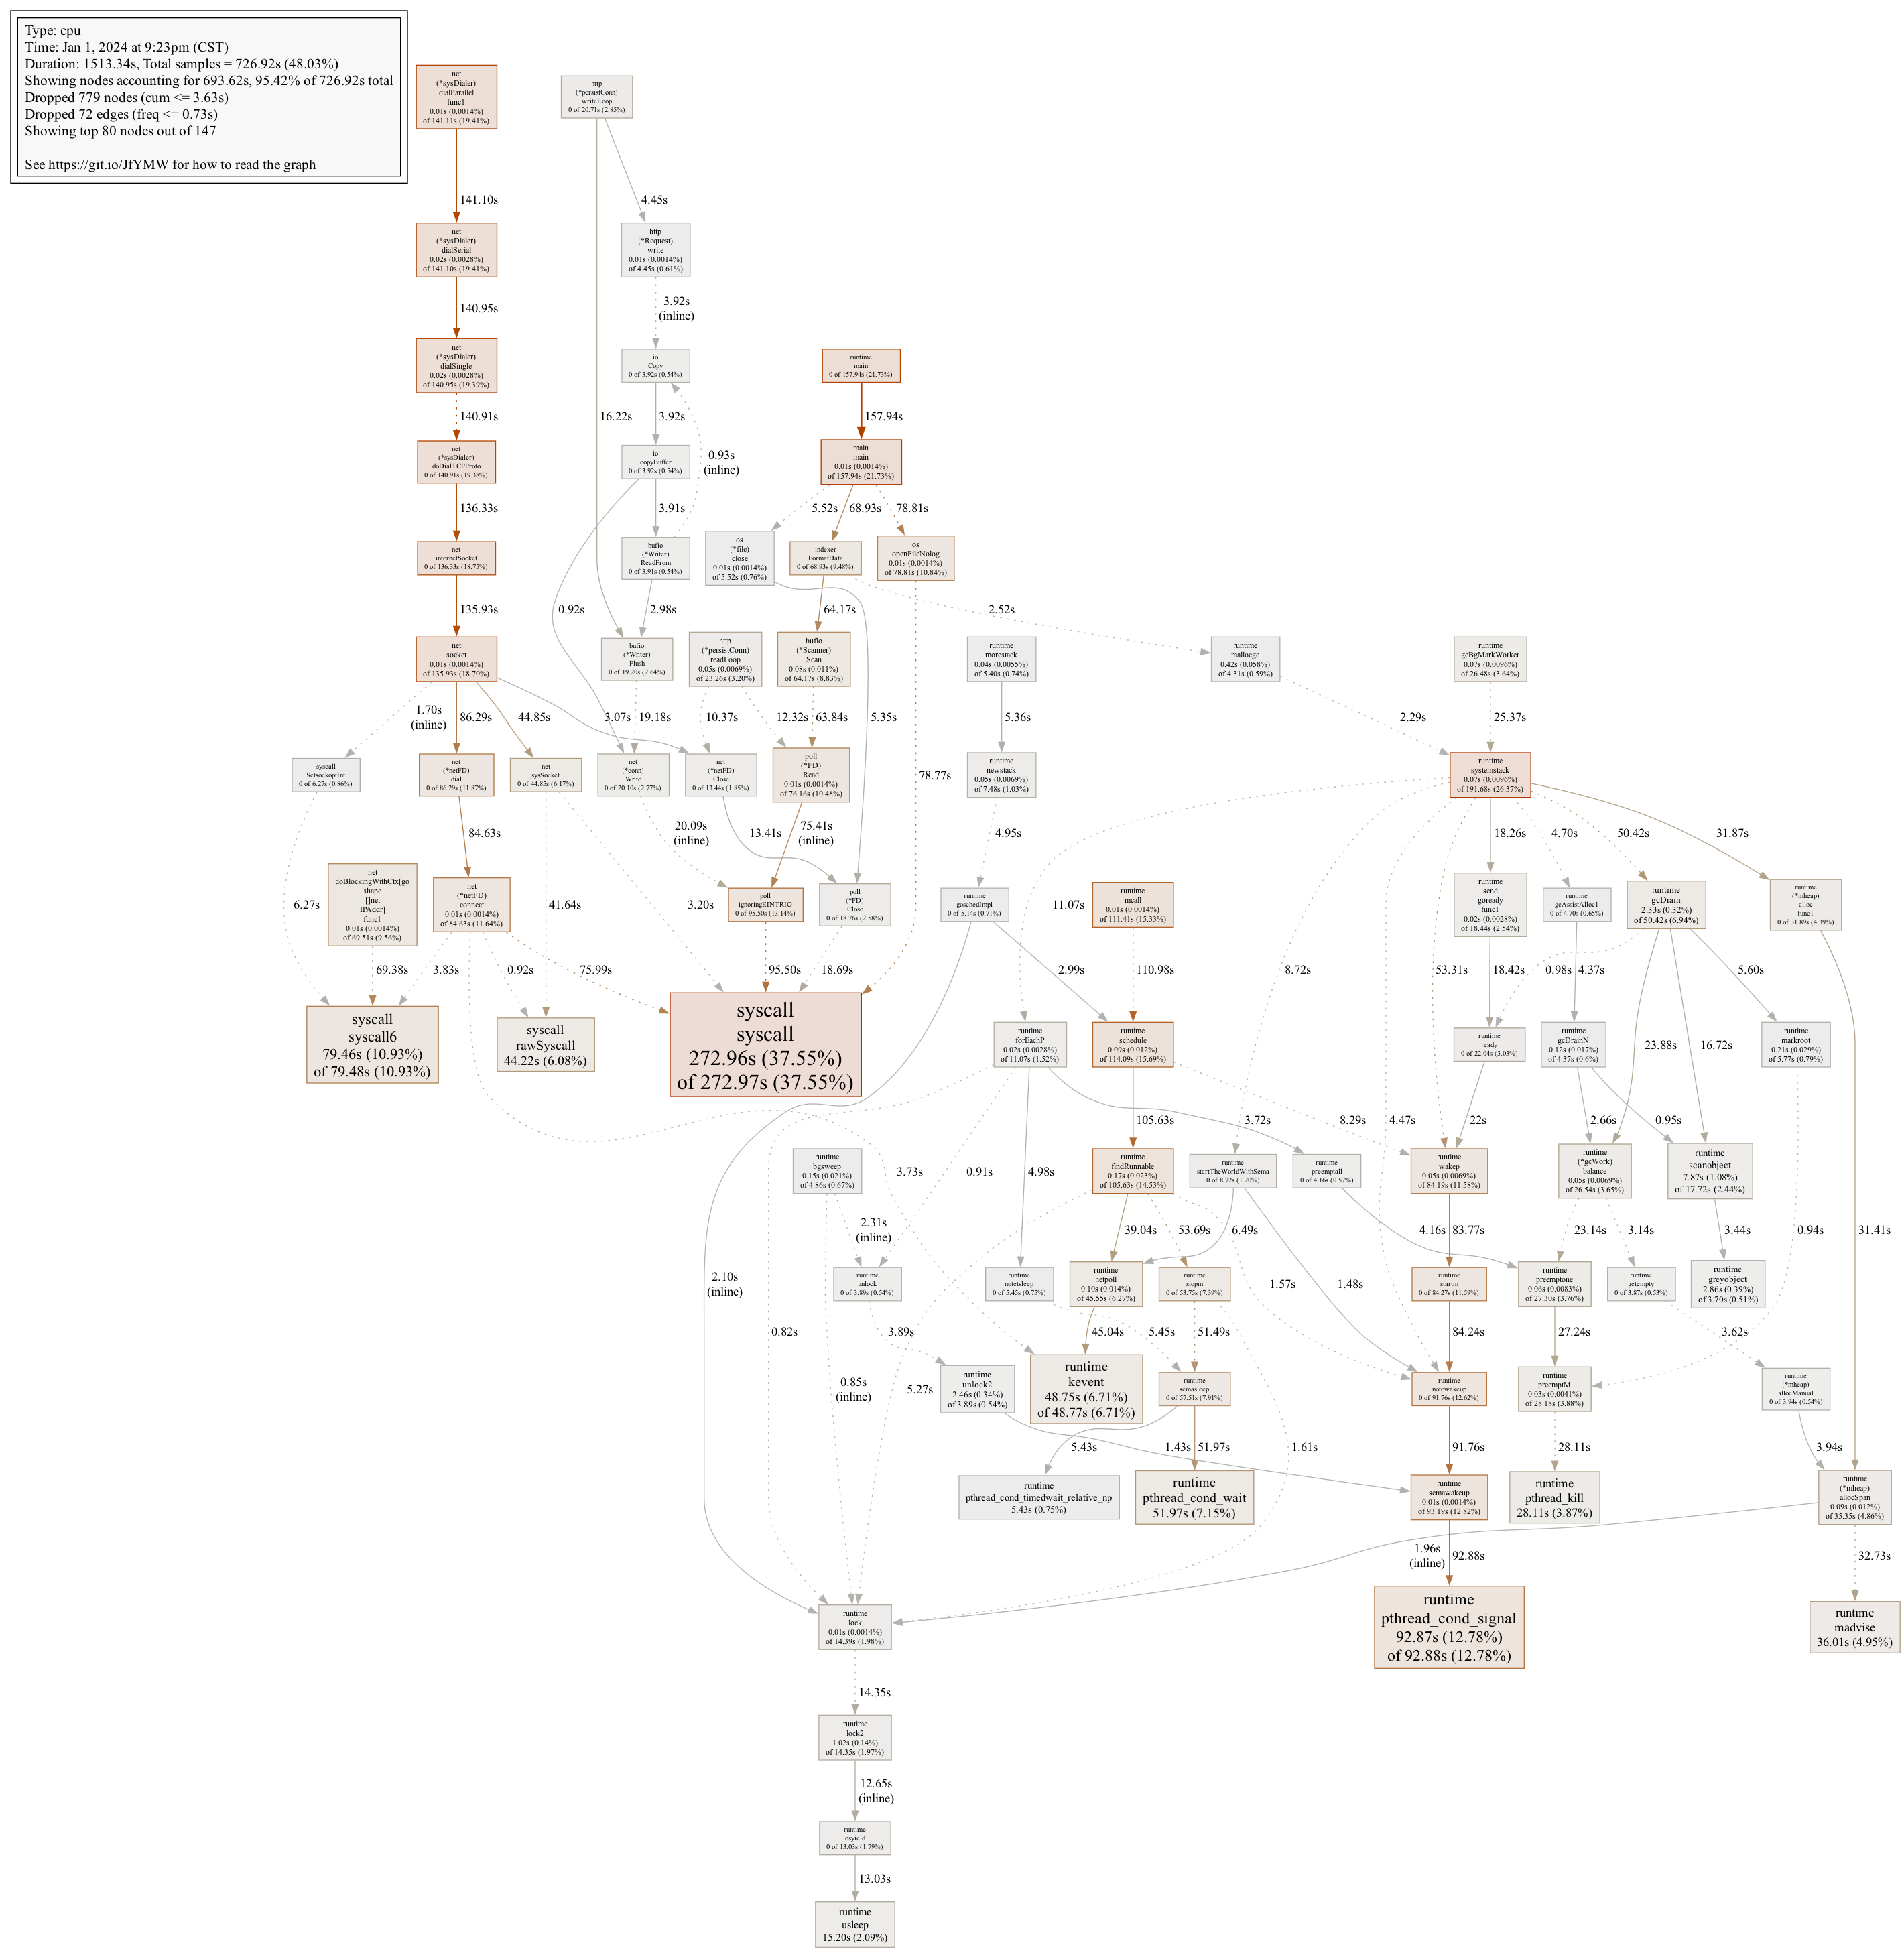 Type: cpu
Time: Jan 1, 2024 at 9:23pm (CST)
Duration: 1513.34s, Total samples = 726.92s (48.03%)
Showing nodes accounting for 693.62s, 95.42% of 726.92s total
Dropped 779 nodes (cum <= 3.63s)
Dropped 72 edges (freq <= 0.73s)
Showing top 80 nodes out of 147
See https://git.io/JfYMW for how to read the graph
net
(*sysDialer)
dialParallel
func1
0.01s (0.0014%)
of 141.11s (19.41%)
http
(*persistConn)
writeLoop
0 of 20.71s (2.85%)
141.10s
4.45s
net
(*sysDialer)
dialSerial
0.02s (0.0028%)
of 141.10s (19.41%)
http
(*Request)
write
0.01s (0.0014%)
of 4.45s (0.61%)
140.95s
3.92s
(inline)
net
(*sysDialer)
dialSingle
0.02s (0.0028%)
of 140.95s (19.39%)
io
Copy
0 of 3.92s (0.54%)
runtime
main
0 of 157.94s (21.73%)
140.91s
16.22s
3.92s
157.94s
net
(*sysDialer)
doDialTCPProto
0 of 140.91s (19.38%)
io
copyBuffer
0 of 3.92s (0.54%)
0.93s
(inline)
main
main
0.01s (0.0014%)
of 157.94s (21.73%)
136.33s
3.91s
5.52s
68.93s
78.81s
net
internetSocket
0 of 136.33s (18.75%)
bufio
(*Writer)
ReadFrom
0 of 3.91s (0.54%)
os
(*file)
close
0.01s (0.0014%)
of 5.52s (0.76%)
indexer
FormatData
0 of 68.93s (9.48%)
os
openFileNolog
0.01s (0.0014%)
of 78.81s (10.84%)
135.93s
0.92s
2.98s
64.17s
2.52s
net
socket
0.01s (0.0014%)
of 135.93s (18.70%)
bufio
(*Writer)
Flush
0 of 19.20s (2.64%)
http
(*persistConn)
readLoop
0.05s (0.0069%)
of 23.26s (3.20%)
bufio
(*Scanner)
Scan
0.08s (0.011%)
of 64.17s (8.83%)
runtime
morestack
0.04s (0.0055%)
of 5.40s (0.74%)
runtime
mallocgc
0.42s (0.058%)
of 4.31s (0.59%)
runtime
gcBgMarkWorker
0.07s (0.0096%)
of 26.48s (3.64%)
1.70s
(inline)
86.29s
44.85s
3.07s
19.18s
10.37s
12.32s
63.84s
5.35s
5.36s
2.29s
25.37s
syscall
SetsockoptInt
0 of 6.27s (0.86%)
net
(*netFD)
dial
0 of 86.29s (11.87%)
net
sysSocket
0 of 44.85s (6.17%)
net
(*conn)
Write
0 of 20.10s (2.77%)
net
(*netFD)
Close
0 of 13.44s (1.85%)
poll
(*FD)
Read
0.01s (0.0014%)
of 76.16s (10.48%)
78.77s
runtime
newstack
0.05s (0.0069%)
of 7.48s (1.03%)
runtime
systemstack
0.07s (0.0096%)
of 191.68s (26.37%)
84.63s
20.09s
(inline)
13.41s
75.41s
(inline)
4.95s
18.26s
4.70s
50.42s
31.87s
net
doBlockingWithCtx[go
shape
[]net
IPAddr]
func1
0.01s (0.0014%)
of 69.51s (9.56%)
net
(*netFD)
connect
0.01s (0.0014%)
of 84.63s (11.64%)
poll
ignoringEINTRIO
0 of 95.50s (13.14%)
poll
(*FD)
Close
0 of 18.76s (2.58%)
runtime
goschedImpl
0 of 5.14s (0.71%)
runtime
mcall
0.01s (0.0014%)
of 111.41s (15.33%)
runtime
send
goready
func1
0.02s (0.0028%)
of 18.44s (2.54%)
runtime
gcAssistAlloc1
0 of 4.70s (0.65%)
runtime
gcDrain
2.33s (0.32%)
of 50.42s (6.94%)
runtime
(*mheap)
alloc
func1
0 of 31.89s (4.39%)
6.27s
41.64s
3.20s
11.07s
69.38s
3.83s
0.92s
75.99s
95.50s
18.69s
2.99s
110.98s
8.72s
53.31s
18.42s
0.98s
4.37s
5.60s
syscall
syscall6
79.46s (10.93%)
of 79.48s (10.93%)
syscall
rawSyscall
44.22s (6.08%)
syscall
syscall
272.96s (37.55%)
of 272.97s (37.55%)
runtime
forEachP
0.02s (0.0028%)
of 11.07s (1.52%)
runtime
schedule
0.09s (0.012%)
of 114.09s (15.69%)
runtime
ready
0 of 22.04s (3.03%)
runtime
gcDrainN
0.12s (0.017%)
of 4.37s (0.6%)
23.88s
16.72s
runtime
markroot
0.21s (0.029%)
of 5.77s (0.79%)
105.63s
3.72s
8.29s
4.47s
22s
2.66s
0.95s
runtime
bgsweep
0.15s (0.021%)
of 4.86s (0.67%)
3.73s
0.91s
4.98s
runtime
findRunnable
0.17s (0.023%)
of 105.63s (14.53%)
runtime
startTheWorldWithSema
0 of 8.72s (1.20%)
runtime
preemptall
0 of 4.16s (0.57%)
runtime
wakep
0.05s (0.0069%)
of 84.19s (11.58%)
runtime
(*gcWork)
balance
0.05s (0.0069%)
of 26.54s (3.65%)
runtime
scanobject
7.87s (1.08%)
of 17.72s (2.44%)
2.31s
(inline)
39.04s
53.69s
6.49s
4.16s
83.77s
23.14s
3.14s
3.44s
0.94s
31.41s
2.10s
(inline)
runtime
unlock
0 of 3.89s (0.54%)
runtime
notetsleep
0 of 5.45s (0.75%)
runtime
netpoll
0.10s (0.014%)
of 45.55s (6.27%)
runtime
stopm
0 of 53.75s (7.39%)
1.57s
1.48s
runtime
startm
0 of 84.27s (11.59%)
runtime
preemptone
0.06s (0.0083%)
of 27.30s (3.76%)
runtime
getempty
0 of 3.87s (0.53%)
runtime
greyobject
2.86s (0.39%)
of 3.70s (0.51%)
0.82s
3.89s
45.04s
5.45s
51.49s
84.24s
27.24s
3.62s
0.85s
(inline)
5.27s
runtime
unlock2
2.46s (0.34%)
of 3.89s (0.54%)
runtime
kevent
48.75s (6.71%)
of 48.77s (6.71%)
runtime
semasleep
0 of 57.51s (7.91%)
runtime
notewakeup
0 of 91.76s (12.62%)
runtime
preemptM
0.03s (0.0041%)
of 28.18s (3.88%)
runtime
(*mheap)
allocManual
0 of 3.94s (0.54%)
5.43s
1.43s
51.97s
1.61s
91.76s
28.11s
3.94s
runtime
pthread_cond_timedwait_relative_np
5.43s (0.75%)
runtime
pthread_cond_wait
51.97s (7.15%)
runtime
semawakeup
0.01s (0.0014%)
of 93.19s (12.82%)
runtime
pthread_kill
28.11s (3.87%)
runtime
(*mheap)
allocSpan
0.09s (0.012%)
of 35.35s (4.86%)
1.96s
(inline)
92.88s
32.73s
runtime
lock
0.01s (0.0014%)
of 14.39s (1.98%)
runtime
pthread_cond_signal
92.87s (12.78%)
of 92.88s (12.78%)
runtime
madvise
36.01s (4.95%)
14.35s
runtime
lock2
1.02s (0.14%)
of 14.35s (1.97%)
12.65s
(inline)
runtime
osyield
0 of 13.03s (1.79%)
13.03s
runtime
usleep
15.20s (2.09%)